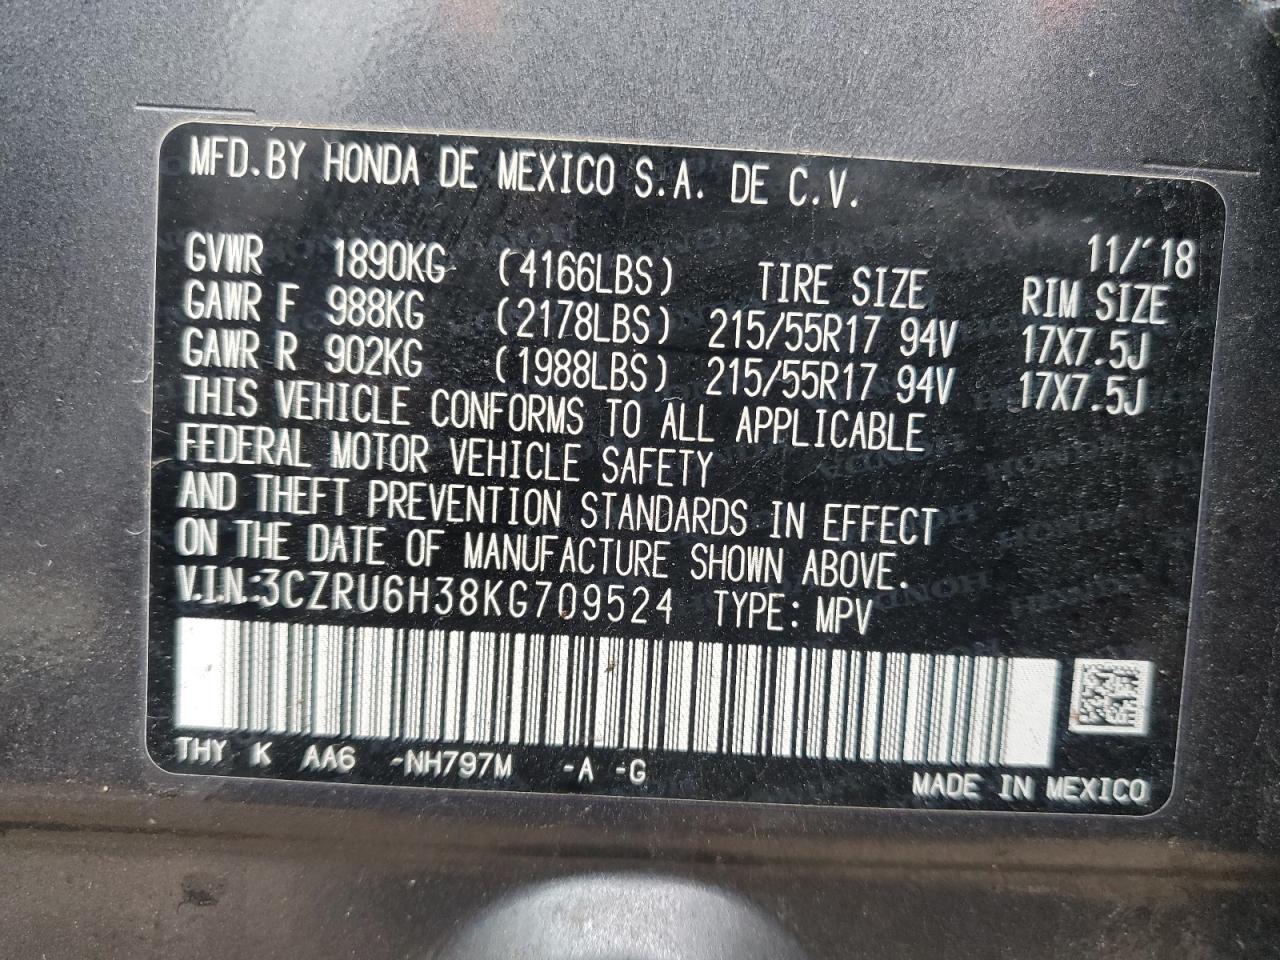 MFD.BY HONDA DE MEXICO S.A. DE C.V.
11/'18
GVWR 1890KG (4166LBS) TIRE SIZE RIM SIZE
GAWR F 988KG (2178LBS) 215/55R17 94V 17X7.5J
GAWR R 902KG (1988LBS) 215/55R17 94V 17X7.5J
THIS VEHICLE CONFORMS TO ALL APPLICABLE
FEDERAL MOTOR VEHICLE SAFETY
AND THEFT PREVENTION STANDARDS IN EFFECT
ON THE DATE OF MANUFACTURE SHOWN ABOVE.
V.I.N.:3CZRU6H38KG709524 TYPE: MPV
THY K AA6 -NH797M -A -G
MADE IN MEXICO